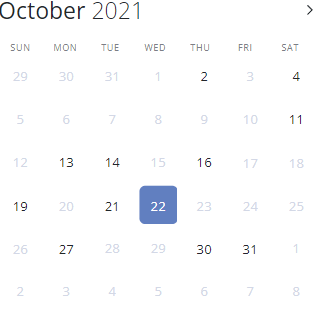 October 2021
SUN MON TUE WED THU FRI SAT
29 30 31 1 2 3 4
5 6 7 8 9 10 11
12 13 14 15 16 17 18
19 20 21 22 23 24 25
26 27 28 29 30 31 1
2 3 4 5 6 7 8